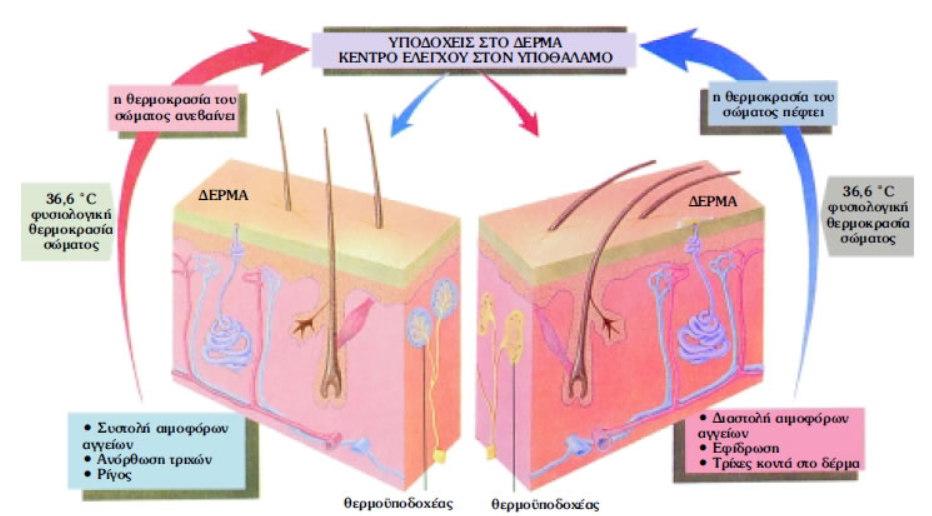 ΥΠΟΔΟΧΕΙΣ ΣΤΟ ΔΕΡΜΑ
ΚΕΝΤΡΟ ΕΛΕΓΧΟΥ ΣΤΟΝ ΥΠΟΘΑΛΑΜΟ
η θερμοκρασία του
σώματος ανεβαίνει
η θερμοκρασία του
σώματος πέφτει
36,6 ˚C
φυσιολογική
θερμοκρασία
σώματος
ΔΕΡΜΑ
ΔΕΡΜΑ
36,6 ˚C
φυσιολογική
θερμοκρασία
σώματος
• Συστολή αιμοφόρων
αγγείων
• Ανόρθωση τριχών
• Ρίγος
• Διαστολή αιμοφόρων
αγγείων
• Εφίδρωση
• Τρίχες κοντά στο δέρμα
θερμοϋποδοχέας
θερμοϋποδοχέας